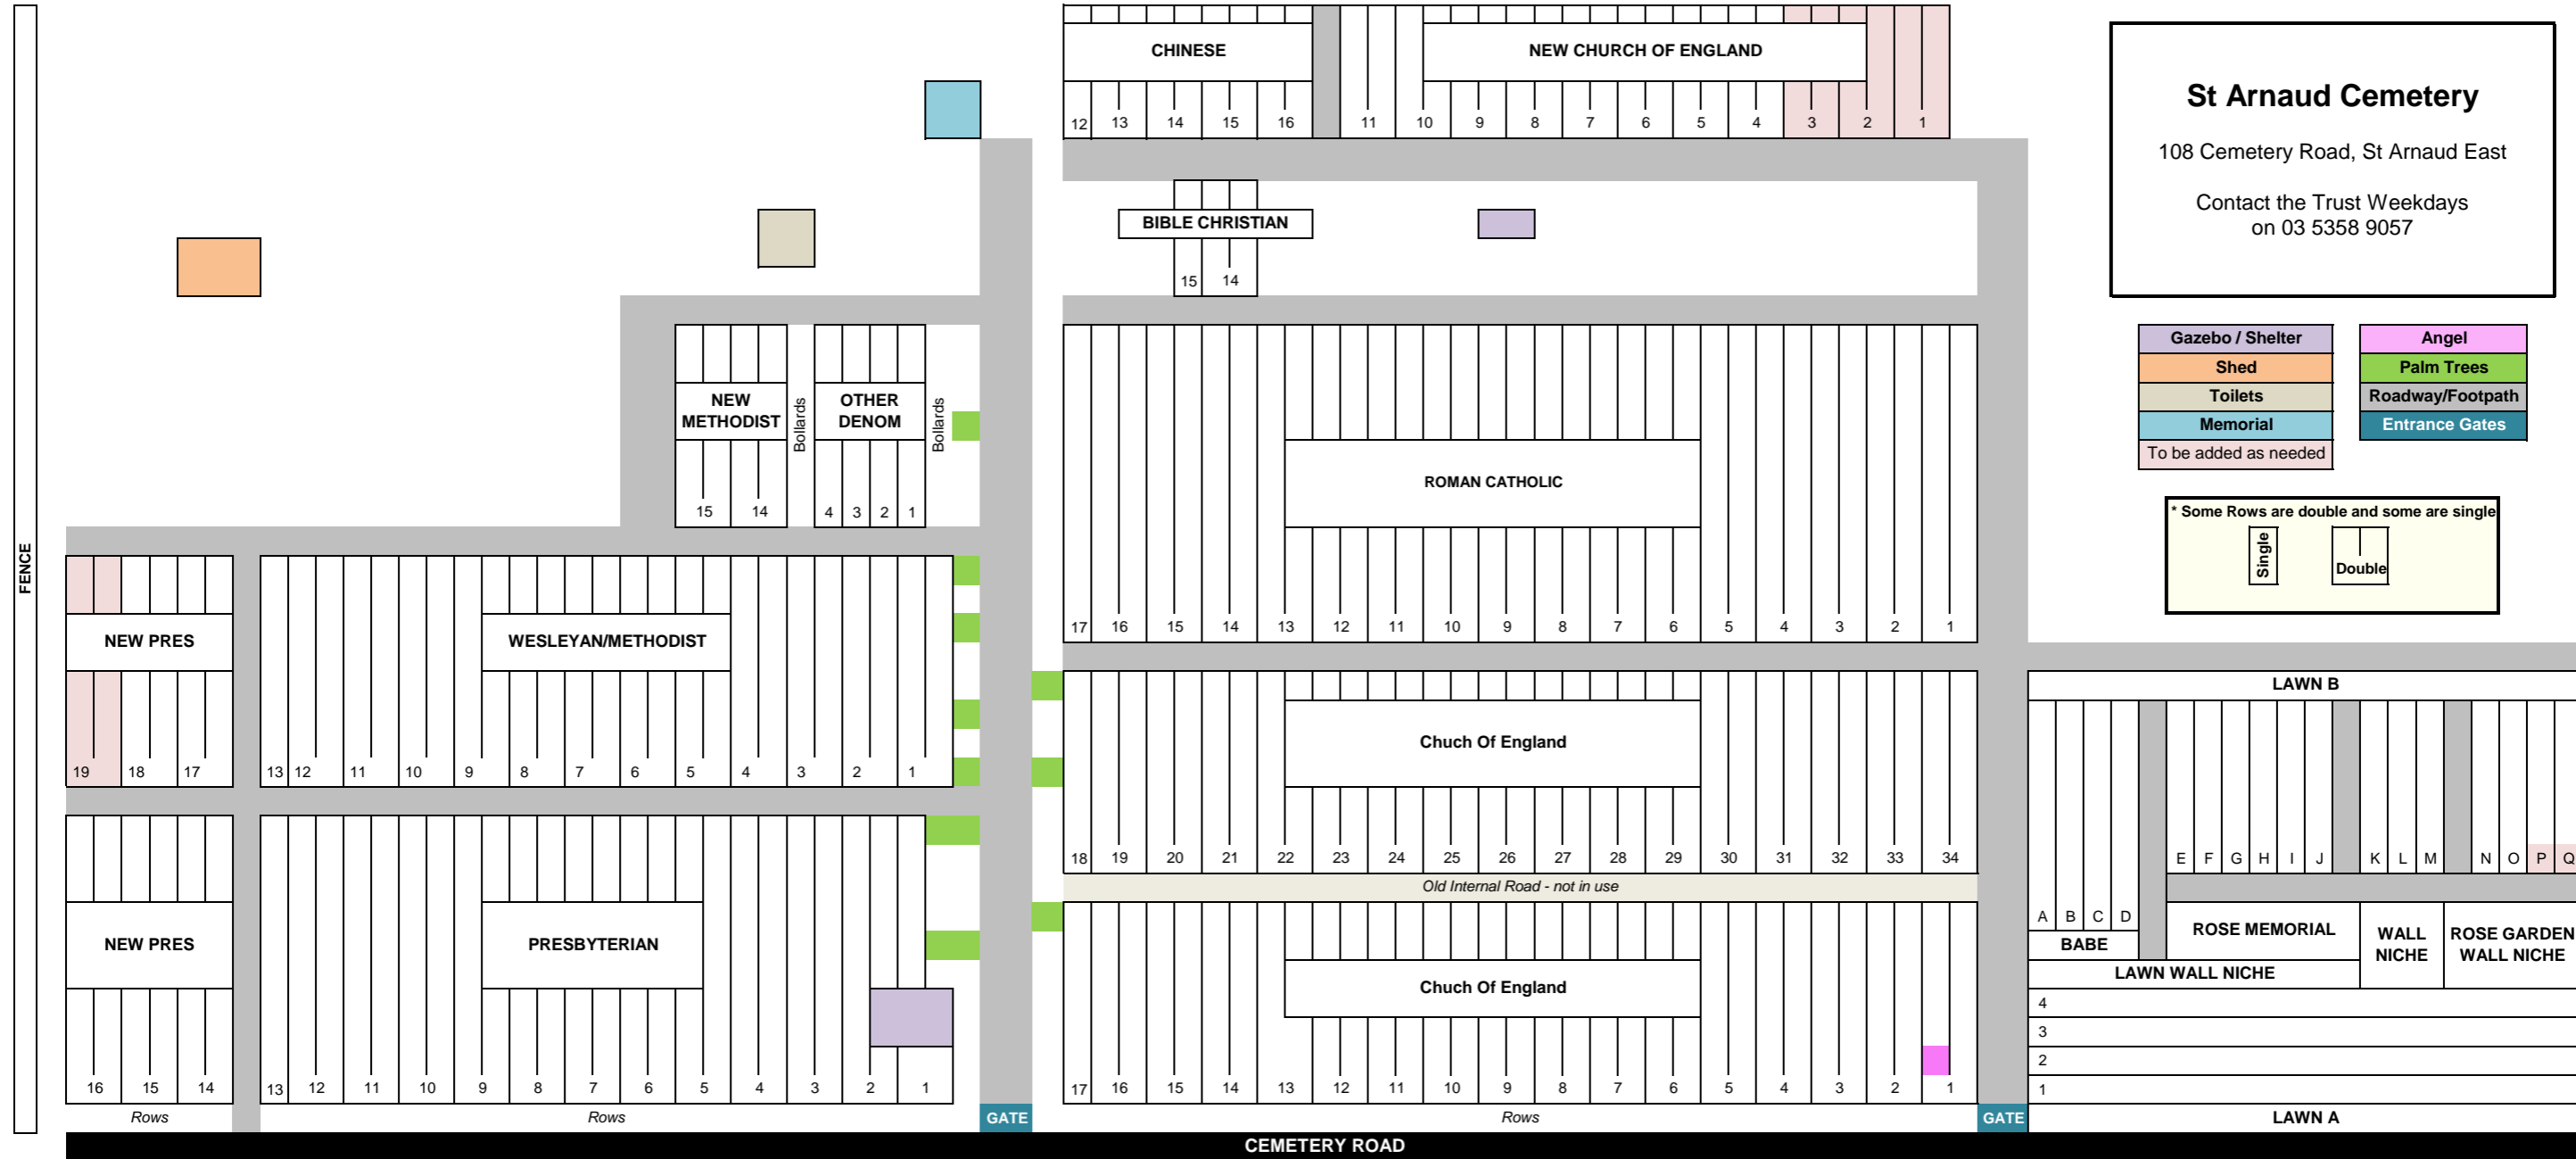 FENCE
CHINESE
NEW CHURCH OF ENGLAND
12 13 14 15 16 11 10 9 8 7 6 5 4 3 2 1
St Arnaud Cemetery
108 Cemetery Road, St Arnaud East
Contact the Trust Weekdays
on 03 5358 9057
BIBLE CHRISTIAN
15 14
Gazebo / Shelter
Shed
Toilets
Memorial
To be added as needed
Angel
Palm Trees
Roadway/Footpath
Entrance Gates
* Some Rows are double and some are single
Single
Double
NEW
METHODIST
Bollards
OTHER
DENOM
Bollards
15 14 4 3 2 1
ROMAN CATHOLIC
17 16 15 14 13 12 11 10 9 8 7 6 5 4 3 2 1
NEW PRES
WESLEYAN/METHODIST
19 18 17 13 12 11 10 9 8 7 6 5 4 3 2 1
Chuch Of England
18 19 20 21 22 23 24 25 26 27 28 29 30 31 32 33 34
Old Internal Road - not in use
NEW PRES
PRESBYTERIAN
16 15 14 13 12 11 10 9 8 7 6 5 4 3 2 1
Rows
Rows
Chuch Of England
17 16 15 14 13 12 11 10 9 8 7 6 5 4 3 2 1
Rows
LAWN B
E F G H I J K L M N O P Q
A B C D
BABE
ROSE MEMORIAL
WALL
NICHE
ROSE GARDEN
WALL NICHE
LAWN WALL NICHE
4
3
2
1
LAWN A
GATE
GATE
CEMETERY ROAD